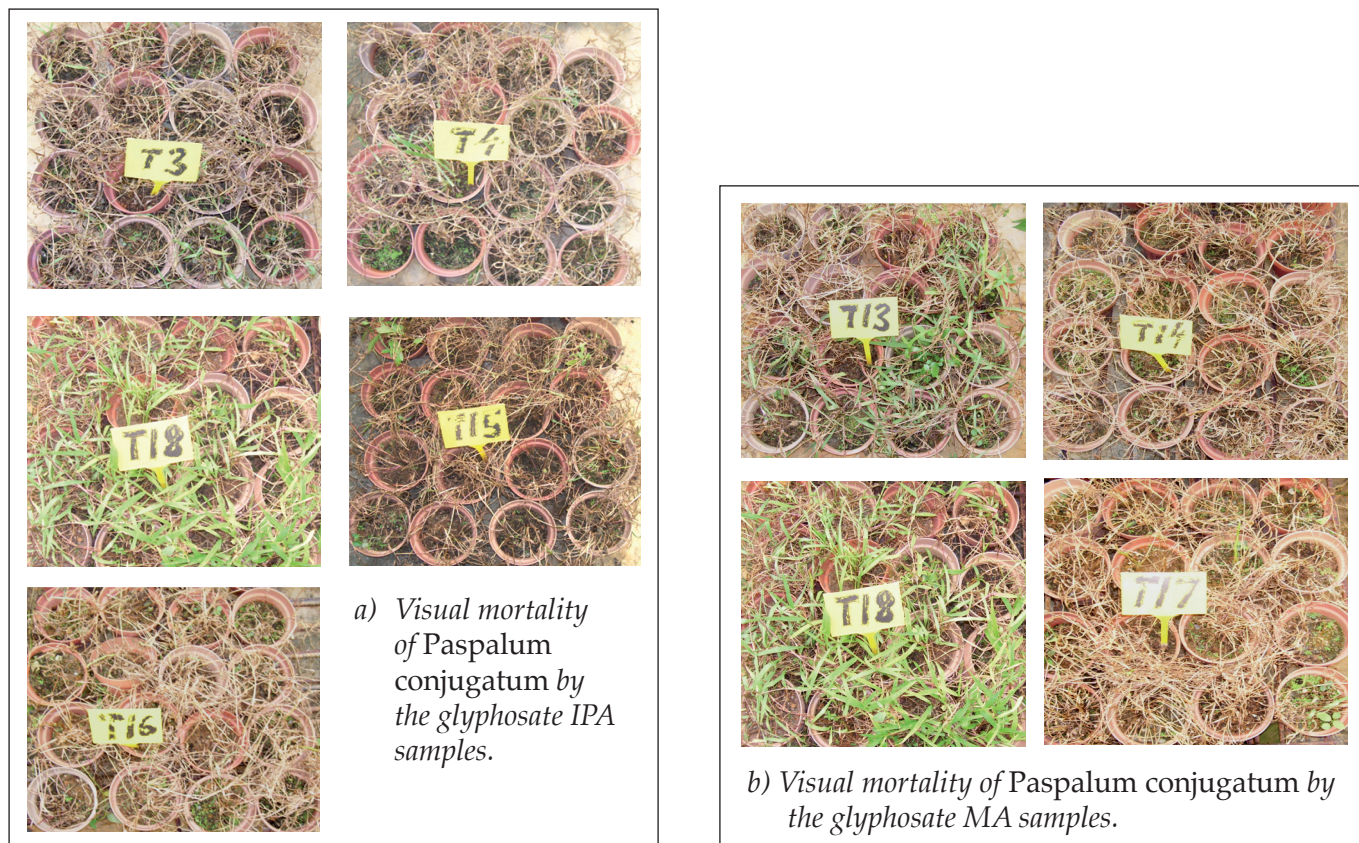 T3
T4
T18
T15
T16
a) Visual mortality
of Paspalum
conjugatum by
the glyphosate IPA
samples.
T13
T14
T18
T17
b) Visual mortality of Paspalum conjugatum by
the glyphosate MA samples.